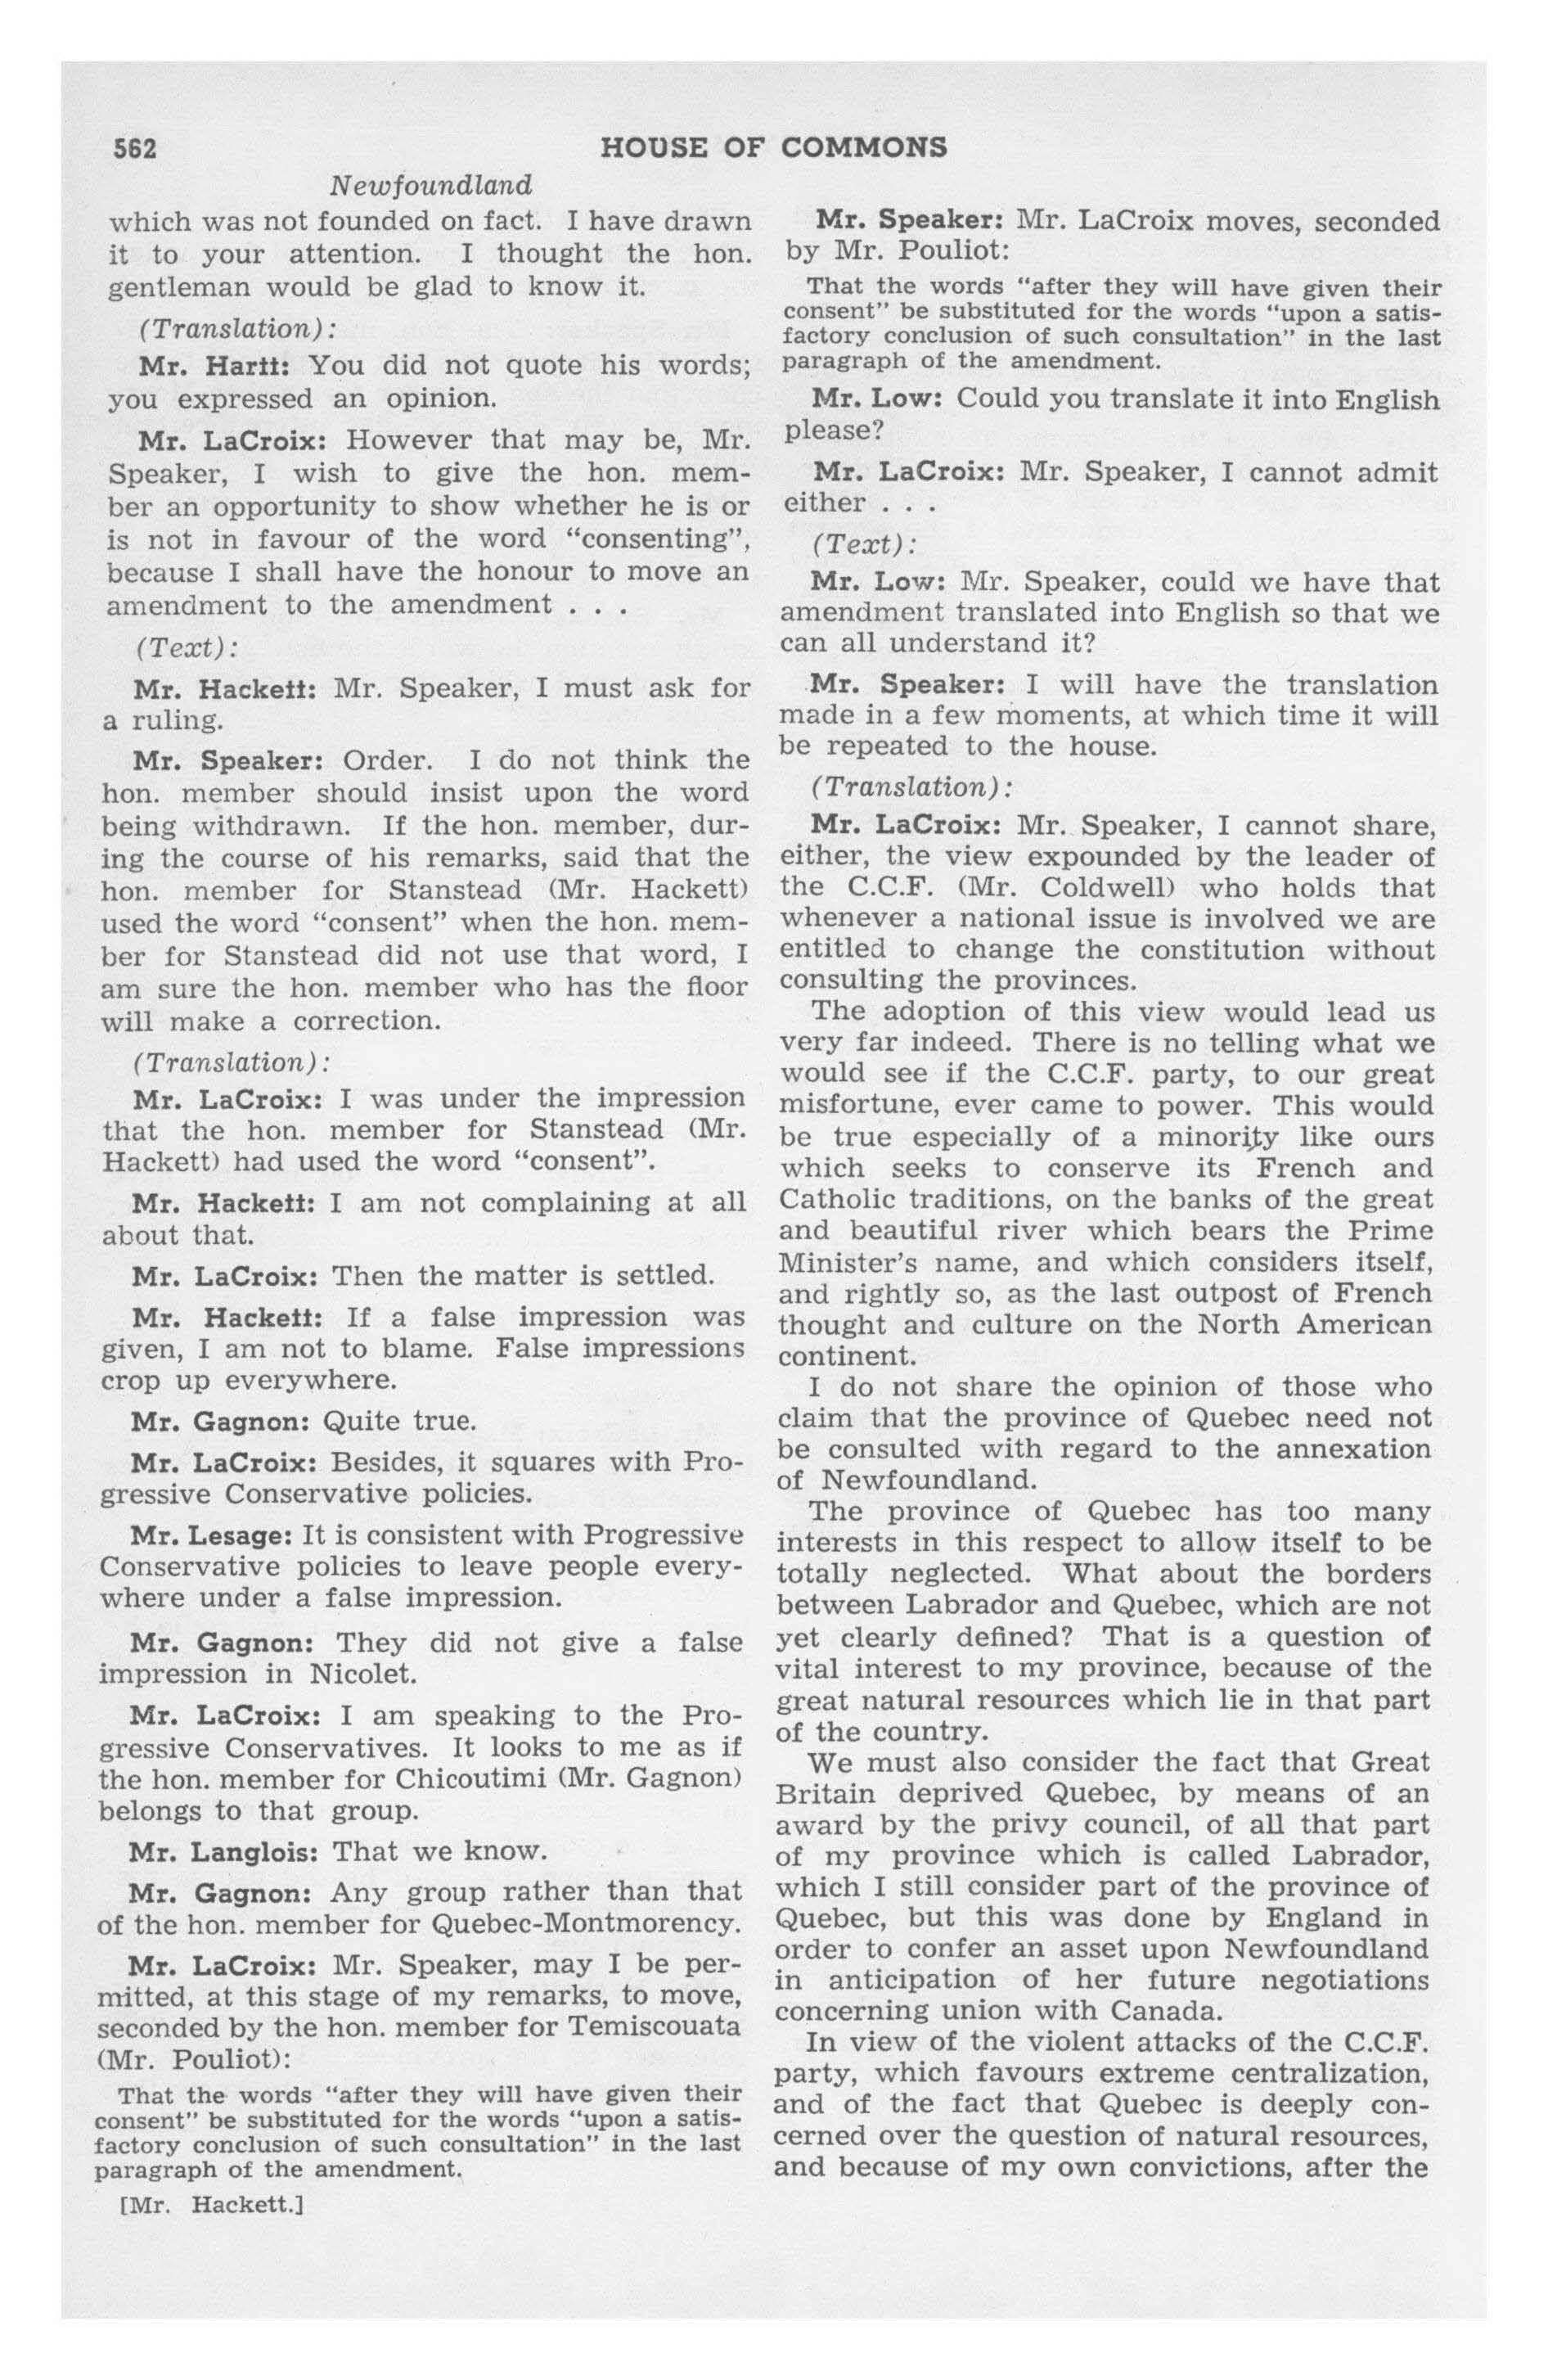 562
HOUSE OF COMMONS
Newfoundland
which was not founded on fact. I have drawn
it to your attention. I thought the hon.
gentleman would be glad to know it.
(Translation):
Mr. Hartt: You did not quote his words;
you expressed an opinion.
Mr. LaCroix: However that may be, Mr.
Speaker, I wish to give the hon. mem-
ber an opportunity to show whether he is or
is not in favour of the word “consenting”,
because I shall have the honour to move an
amendment to the amendment . . .
(Text):
Mr. Hackett: Mr. Speaker, I must ask for
a ruling.
Mr. Speaker: Order. I do not think the
hon. member should insist upon the word
being withdrawn. If the hon. member, dur-
ing the course of his remarks, said that the
hon. member for Stanstead (Mr. Hackett)
used the word “consent” when the hon. mem-
ber for Stanstead did not use that word, I
am sure the hon. member who has the floor
will make a correction.
(Translation):
Mr. LaCroix: I was under the impression
that the hon. member for Stanstead (Mr.
Hackett) had used the word “consent”.
Mr. Hackett: I am not complaining at all
about that.
Mr. LaCroix: Then the matter is settled.
Mr. Hackett: If a false impression was
given, I am not to blame. False impressions
crop up everywhere.
Mr. Gagnon: Quite true.
Mr. LaCroix: Besides, it squares with Pro-
gressive Conservative policies.
Mr. Lesage: It is consistent with Progressive
Conservative policies to leave people every-
where under a false impression.
Mr. Gagnon: They did not give a false
impression in Nicolet.
Mr. LaCroix: I am speaking to the Pro-
gressive Conservatives. It looks to me as if
the hon. member for Chicoutimi (Mr. Gagnon)
belongs to that group.
Mr. Langlois: That we know.
Mr. Gagnon: Any group rather than that
of the hon. member for Quebec-Montmorency.
Mr. LaCroix: Mr. Speaker, may I be per-
mitted, at this stage of my remarks, to move,
seconded by the hon. member for Temiscouata
(Mr. Pouliot):
That the words “after they will have given their
consent” be substituted for the words “upon a satis-
factory conclusion of such consultation” in the last
paragraph of the amendment.
[Mr. Hackett.]
Mr. Speaker: Mr. LaCroix moves, seconded
by Mr. Pouliot:
That the words “after they will have given their
consent” be substituted for the words “upon a satis-
factory conclusion of such consultation” in the last
paragraph of the amendment.
Mr. Low: Could you translate it into English
please?
Mr. LaCroix: Mr. Speaker, I cannot admit
either . . .
(Text):
Mr. Low: Mr. Speaker, could we have that
amendment translated into English so that we
can all understand it?
Mr. Speaker: I will have the translation
made in a few moments, at which time it will
be repeated to the house.
(Translation):
Mr. LaCroix: Mr. Speaker, I cannot share,
either, the view expounded by the leader of
the C.C.F. (Mr. Coldwell) who holds that
whenever a national issue is involved we are
entitled to change the constitution without
consulting the provinces.
The adoption of this view would lead us
very far indeed. There is no telling what we
would see if the C.C.F. party, to our great
misfortune, ever came to power. This would
be true especially of a minority like ours
which seeks to conserve its French and
Catholic traditions, on the banks of the great
and beautiful river which bears the Prime
Minister's name, and which considers itself,
and rightly so, as the last outpost of French
thought and culture on the North American
continent.
I do not share the opinion of those who
claim that the province of Quebec need not
be consulted with regard to the annexation
of Newfoundland.
The province of Quebec has too many
interests in this respect to allow itself to be
totally neglected. What about the borders
between Labrador and Quebec, which are not
yet clearly defined? That is a question of
vital interest to my province, because of the
great natural resources which lie in that part
of the country.
We must also consider the fact that Great
Britain deprived Quebec, by means of an
award by the privy council, of all that part
of my province which is called Labrador,
which I still consider part of the province of
Quebec, but this was done by England in
order to confer an asset upon Newfoundland
in anticipation of her future negotiations
concerning union with Canada.
In view of the violent attacks of the C.C.F.
party, which favours extreme centralization,
and of the fact that Quebec is deeply con-
cerned over the question of natural resources,
and because of my own convictions, after the